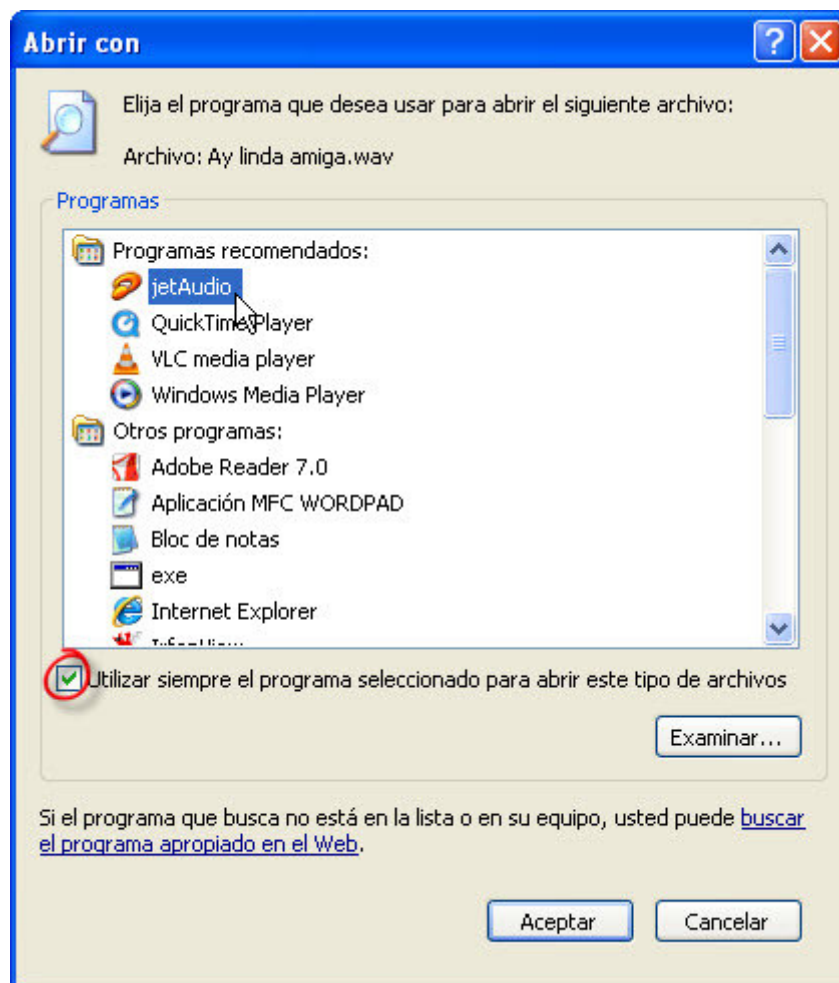 Abrir con
Elija el programa que desea usar para abrir el siguiente archivo:
Archivo: Ay linda amiga.wav
Programas
Programas recomendados:
jetAudio
QuickTime Player
VLC media player
Windows Media Player
Otros programas:
Adobe Reader 7.0
Aplicación MFC WORDPAD
Bloc de notas
exe
Internet Explorer
Utilizar siempre el programa seleccionado para abrir este tipo de archivos
Examinar...
Si el programa que busca no está en la lista o en su equipo, usted puede buscar
el programa apropiado en el Web.
Aceptar
Cancelar